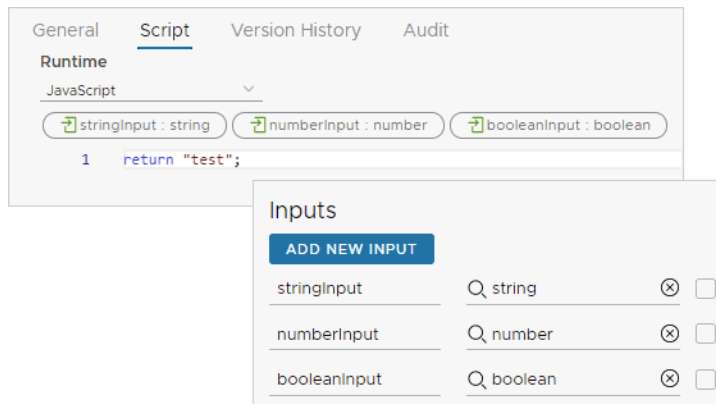 General Script Version History Audit
Runtime
JavaScript
stringInput : string numberInput : number booleanInput : boolean
1 return "test";
Inputs
ADD NEW INPUT
stringInput string
numberInput number
booleanInput boolean